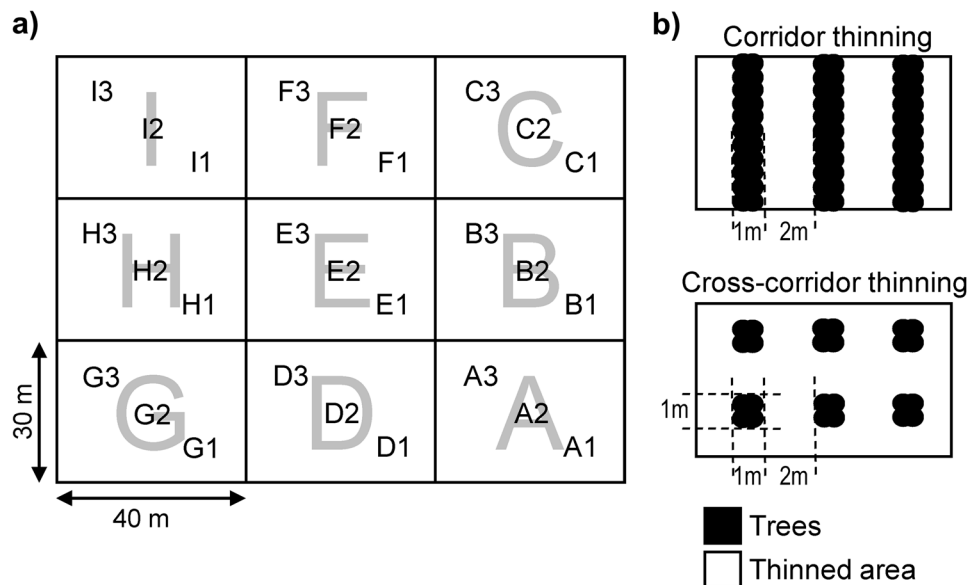 a)
I3
I
I2
I1
F3
F
F2
F1
C3
C
C2
C1
H3
H
H2
H1
E3
E
E2
E1
B3
B
B2
B1
G3
G
G2
G1
D3
D
D2
D1
A3
A
A2
A1
30 m
40 m
b)
Corridor thinning
1m 2m
Cross-corridor thinning
1m
1m 2m
Trees
Thinned area